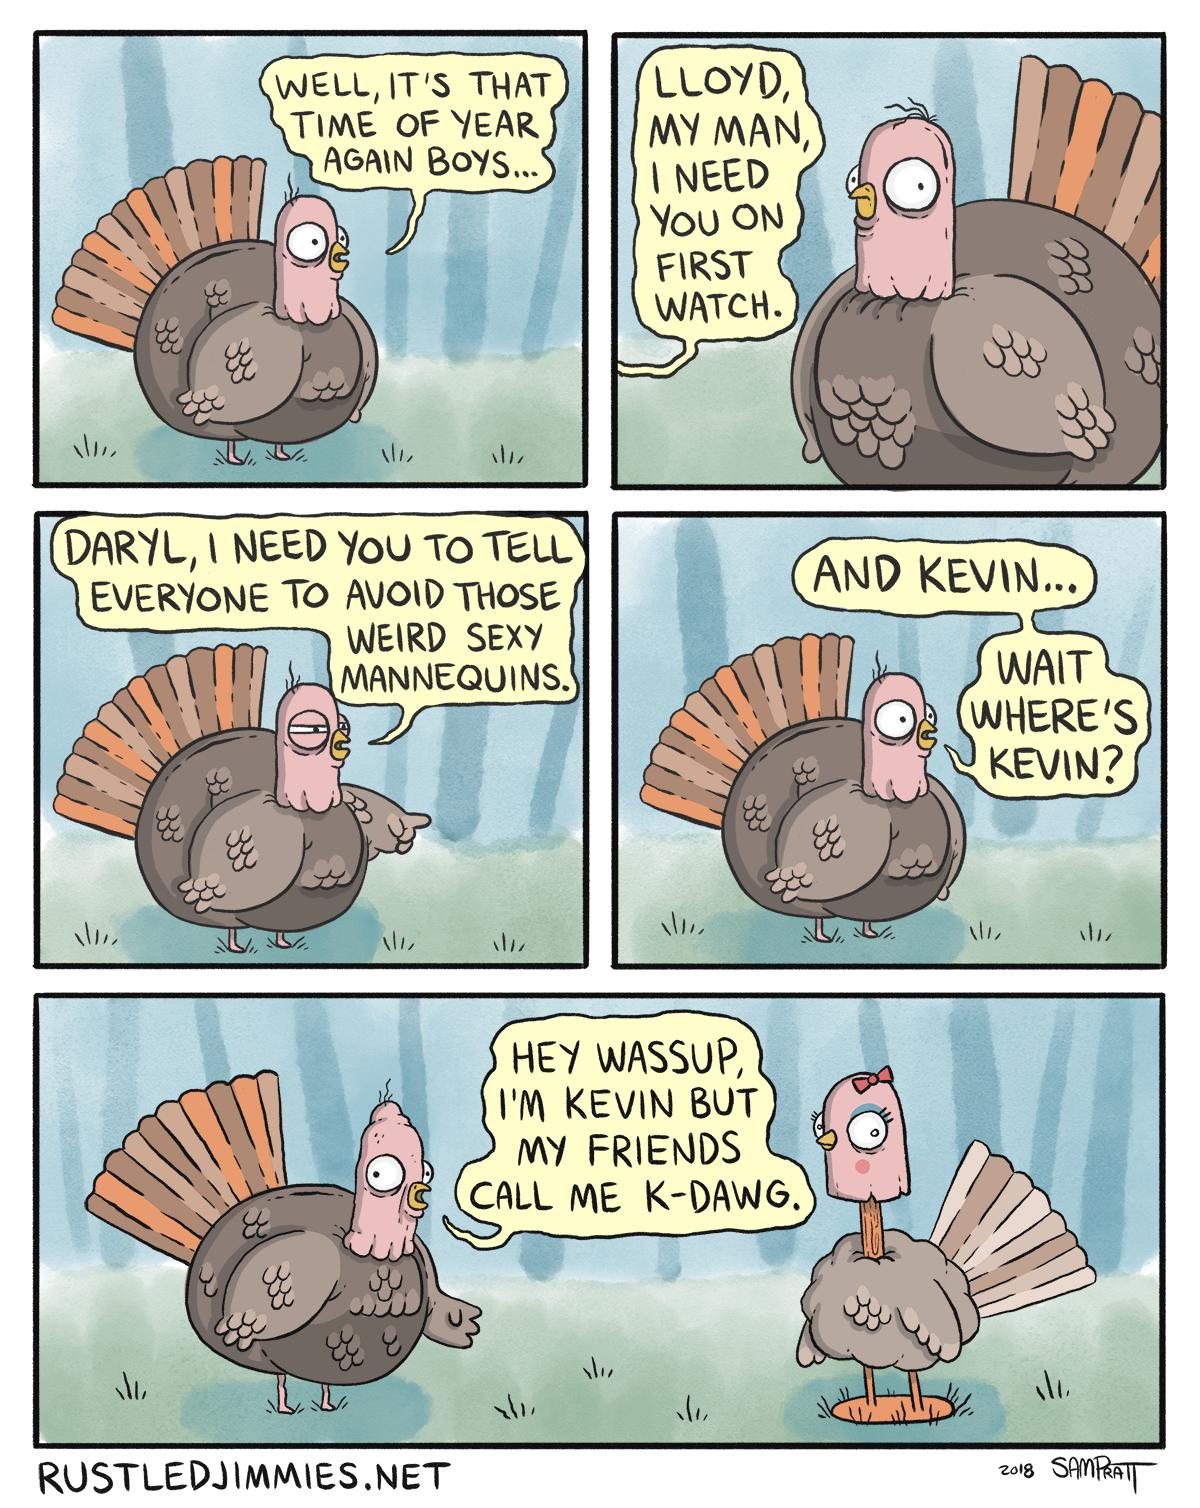 WELL, IT'S THAT
TIME OF YEAR
AGAIN BOYS...
LLOYD,
MY MAN,
I NEED
YOU ON
FIRST
WATCH.
DARYL, I NEED YOU TO TELL
EVERYONE TO AVOID THOSE
WEIRD SEXY
MANNEQUINS.
AND KEVIN...
WAIT
WHERE'S
KEVIN?
HEY WASSUP,
I'M KEVIN BUT
MY FRIENDS
CALL ME K-DAWG.
RUSTLEDJIMMIES.NET
2018 SAMPRATT